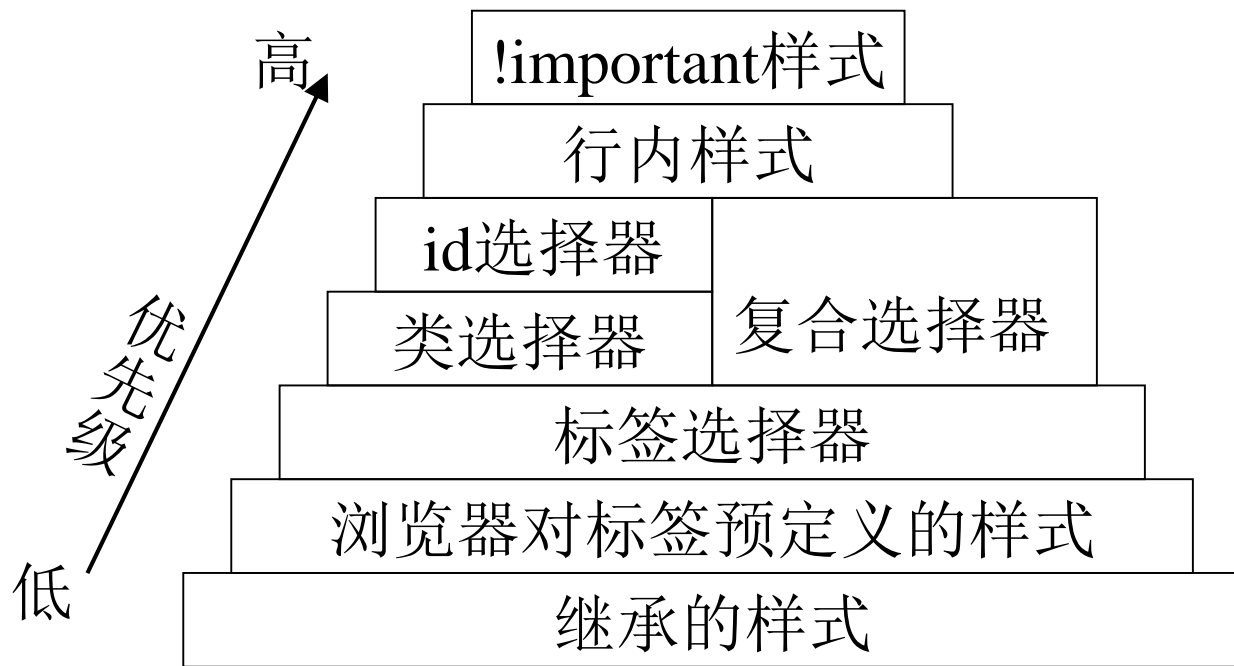 高
!important样式
行内样式
id选择器
类选择器
复合选择器
优先级
标签选择器
浏览器对标签预定义的样式
低
继承的样式